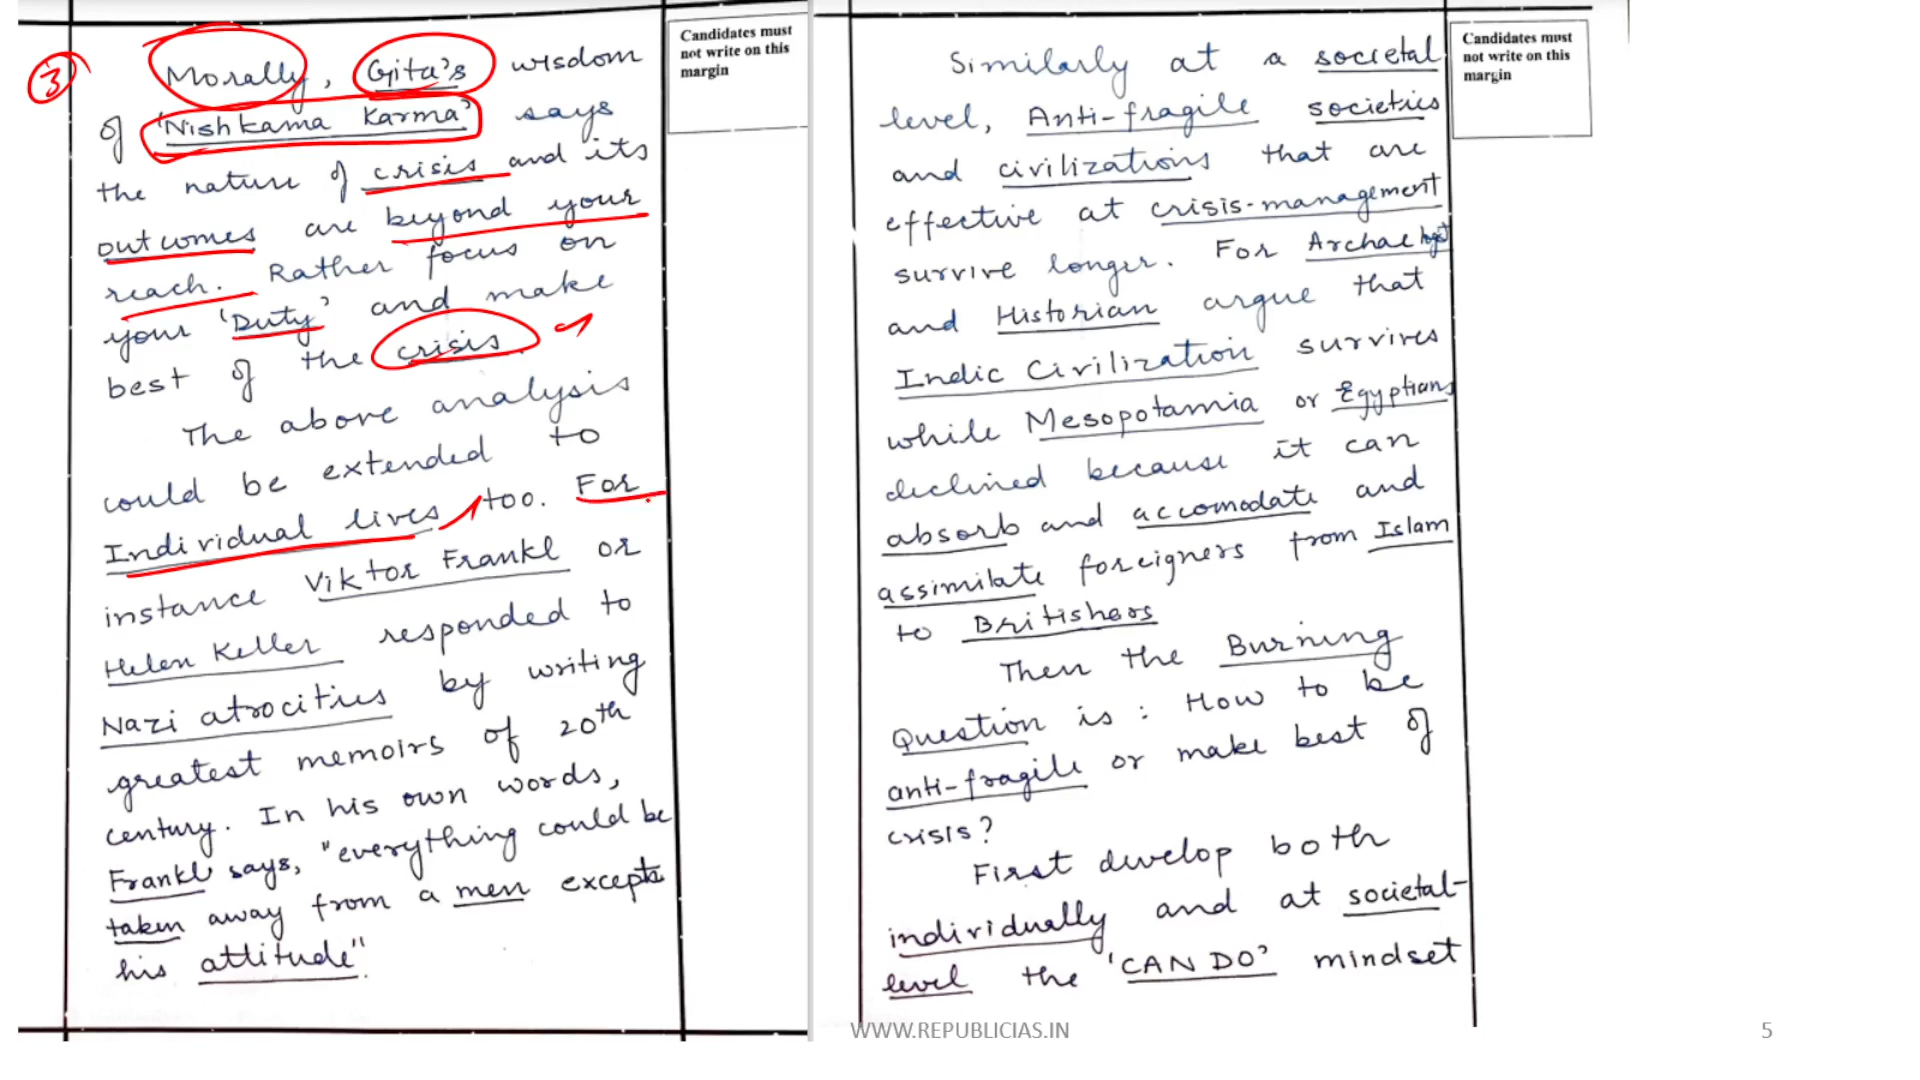 3
Morally, Gita's wisdom
of 'Nishkama Karma' says
the nature of crisis and its
outcomes are beyond your
reach. Rather focus on
your 'Duty' and make
best of the crisis
The above analysis
could be extended to
Individual lives too. For
instance Viktor Frankl or
Helen Keller responded to
Nazi atrocities by writing
greatest memoirs of 20th
century. In his own words,
Frankl says, "everything could be
taken away from a men except
his attitude".
Candidates must
not write on this
margin
Similarly at a societal
level, Anti-fragile societies
and civilizations that are
effective at crisis-management
survive longer. For
and Historian argue that
Indic Civilization survives
while Mesopotamia or Egyptians
declined because it can
absorb and accomodate and
assimilate foreigners from Islam
to Britishers
Then the Burning
Question is: How to be
anti-fragile or make best of
crisis?
First develop both
individually and at societal-
level the 'CAN DO' mindset
Candidates must
not write on this
margin
WWW.REPUBLICIAS.IN
5